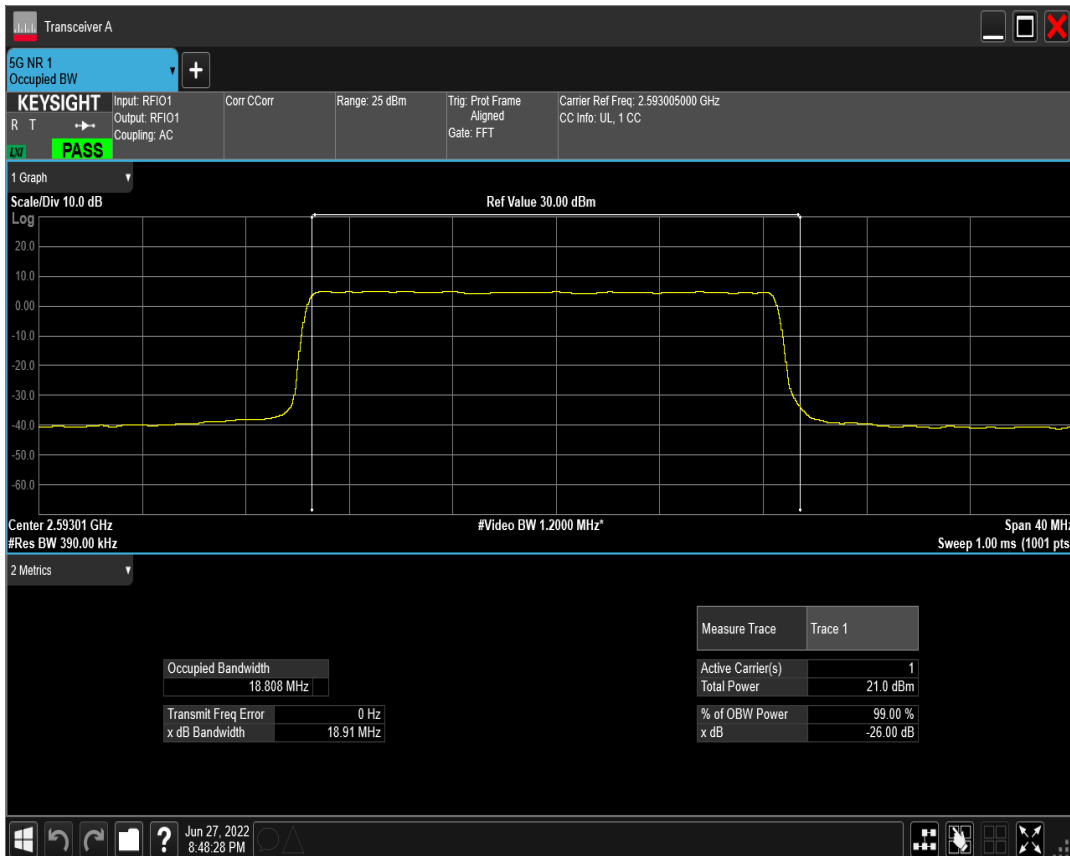 Transceiver A
5G NR 1
Occupied BW
+
KEYSIGHT
R T
LXI
PASS
Input: RFIO1
Output: RFIO1
Coupling: AC
Corr CCorr
Range: 25 dBm
Trig: Prot Frame
Aligned
Gate: FFT
Carrier Ref Freq: 2.593005000 GHz
CC Info: UL, 1 CC
1 Graph
Scale/Div 10.0 dB
Ref Value 30.00 dBm
Log
20.0
10.0
0.00
-10.0
-20.0
-30.0
-40.0
-50.0
-60.0
Center 2.59301 GHz
#Video BW 1.2000 MHz*
Span 40 MHz
#Res BW 390.00 kHz
Sweep 1.00 ms (1001 pts
2 Metrics
Measure Trace Trace 1
Occupied Bandwidth
18.808 MHz
Active Carrier(s) 1
Total Power 21.0 dBm
Transmit Freq Error 0 Hz
x dB Bandwidth 18.91 MHz
% of OBW Power 99.00 %
x dB -26.00 dB
?
Jun 27, 2022
8:48:28 PM